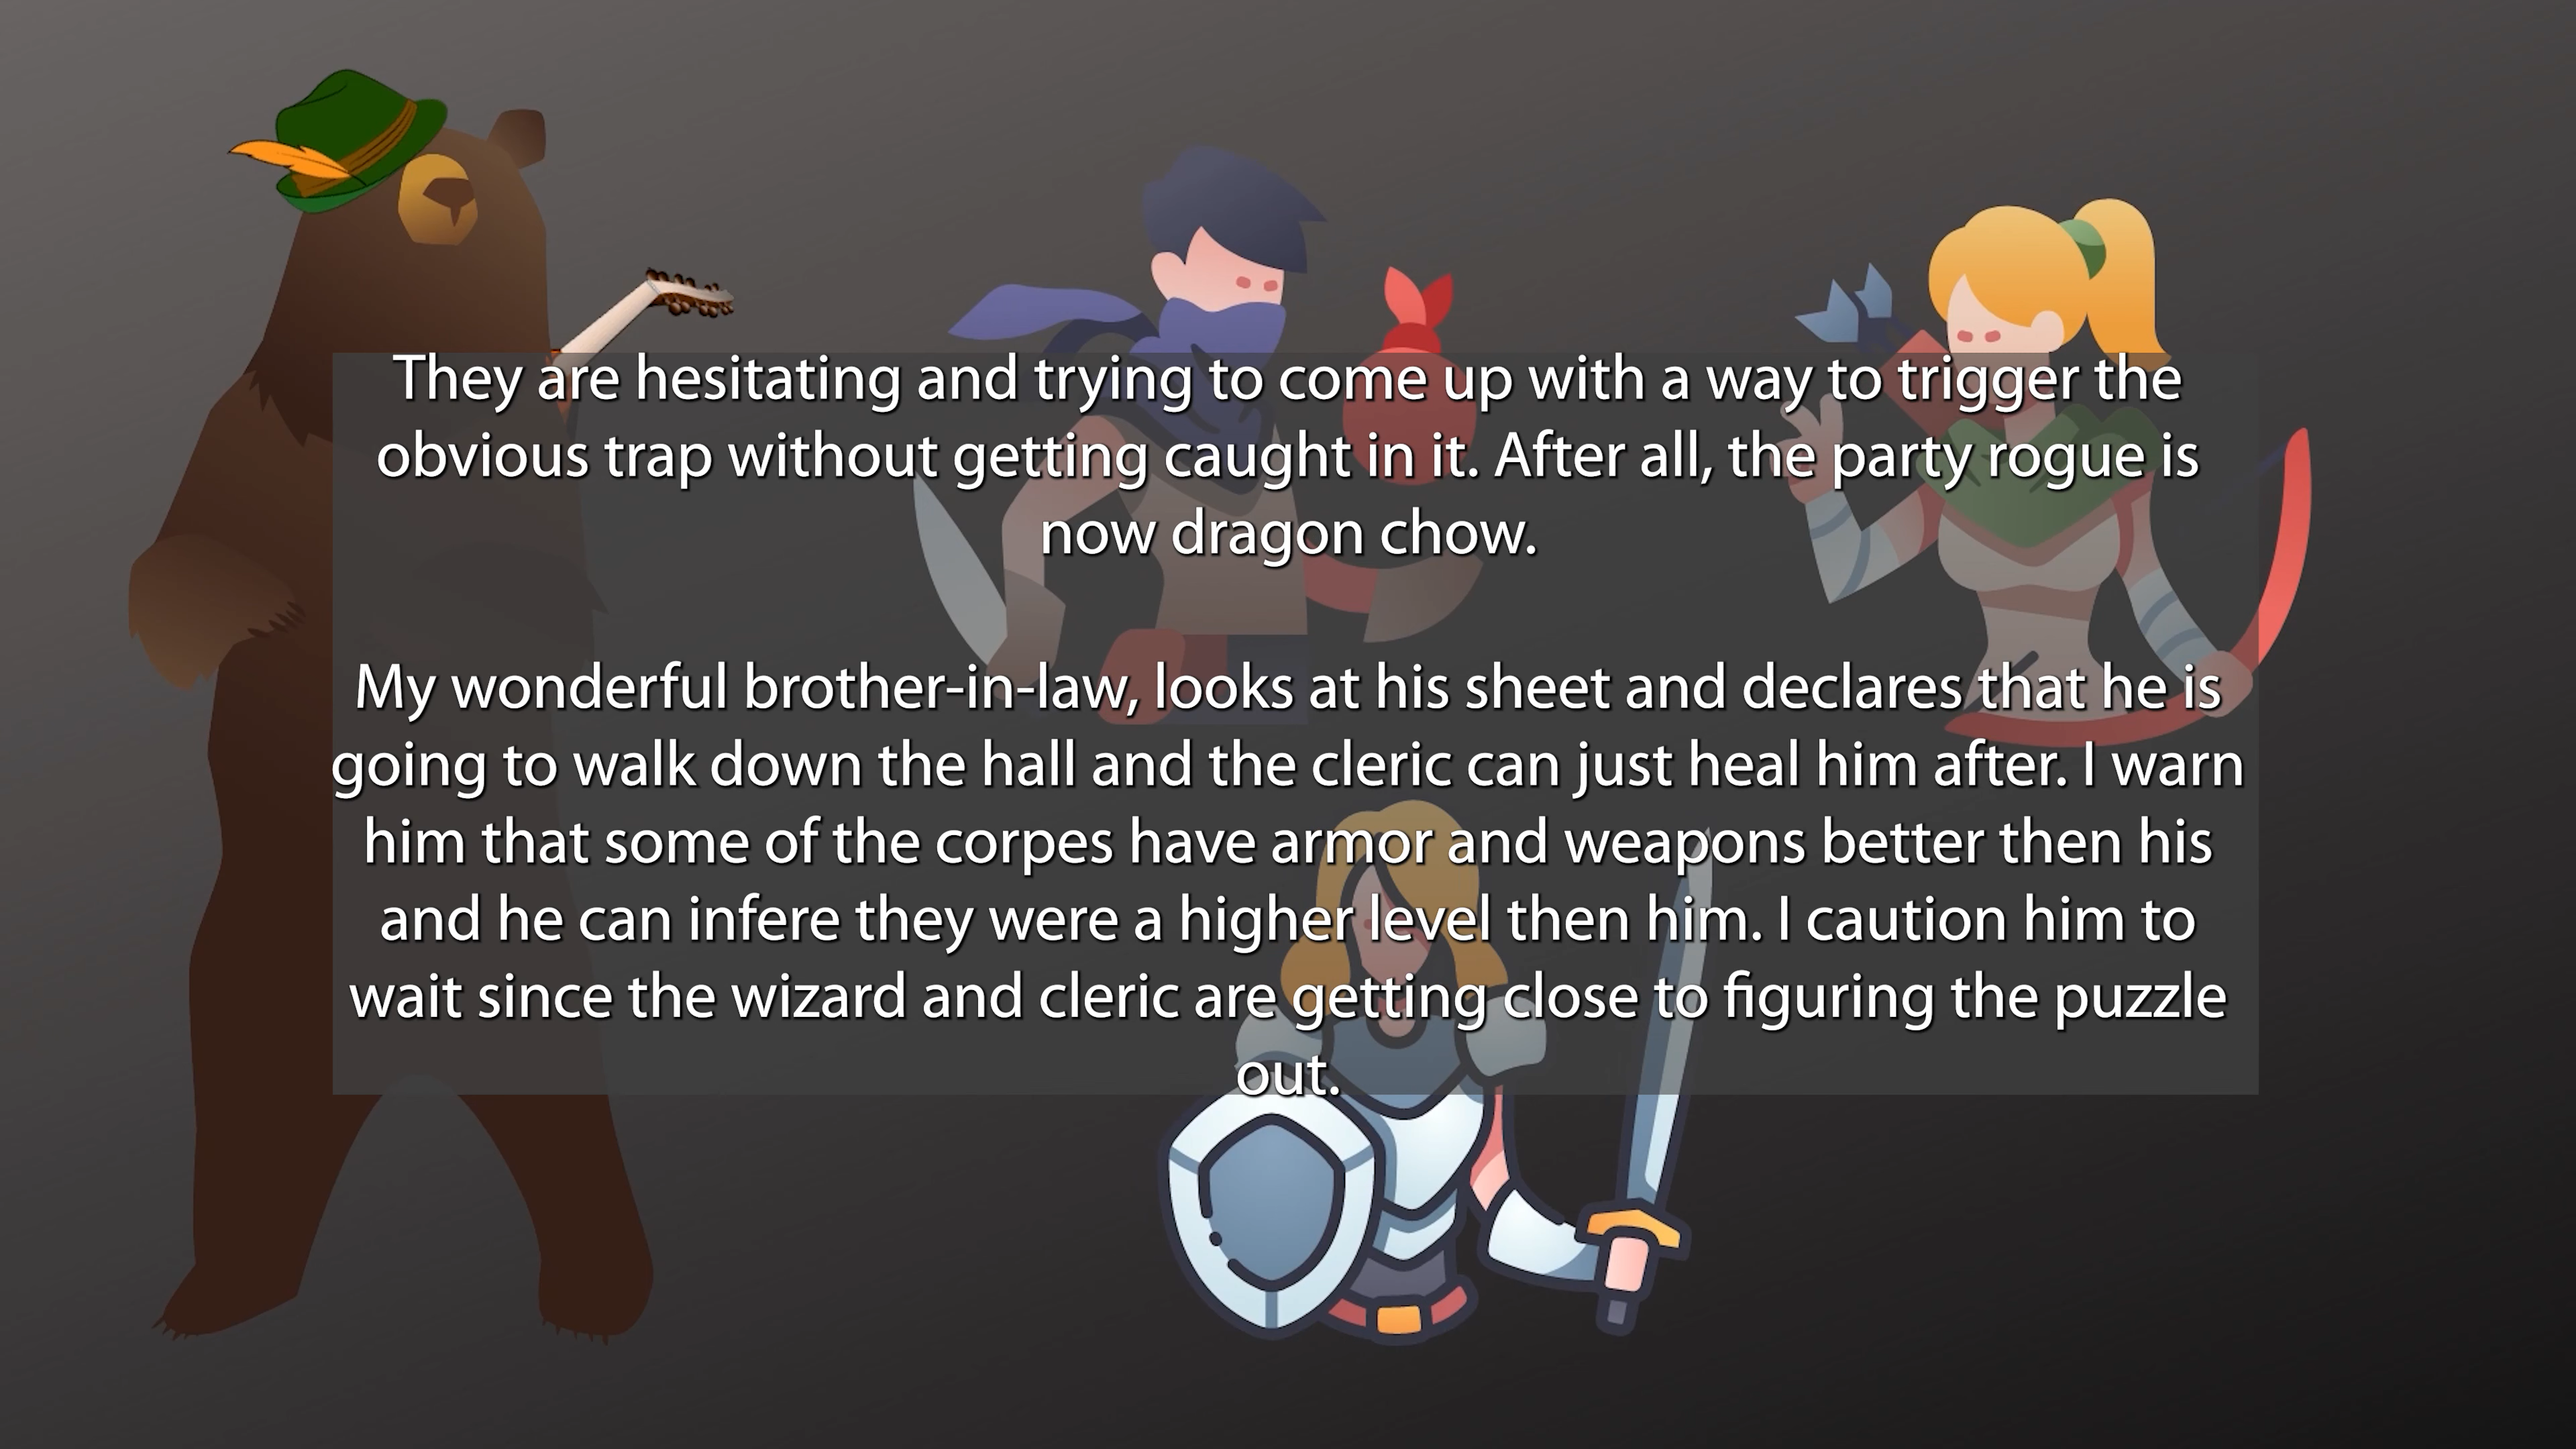 They are hesitating and trying to come up with a way to trigger the
obvious trap without getting caught in it. After all, the party rogue is
now dragon chow.
My wonderful brother-in-law, looks at his sheet and declares that he is
going to walk down the hall and the cleric can just heal him after. I warn
him that some of the corpes have armor and weapons better then his
and he can infere they were a higher level then him. I caution him to
wait since the wizard and cleric are getting close to figuring the puzzle
out.